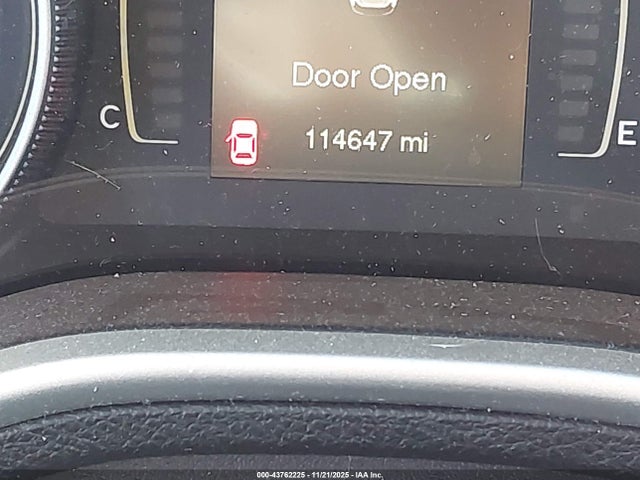 Door Open
C
114647 mi
E
000-43762225 - 11/21/2025 - IAA Inc.